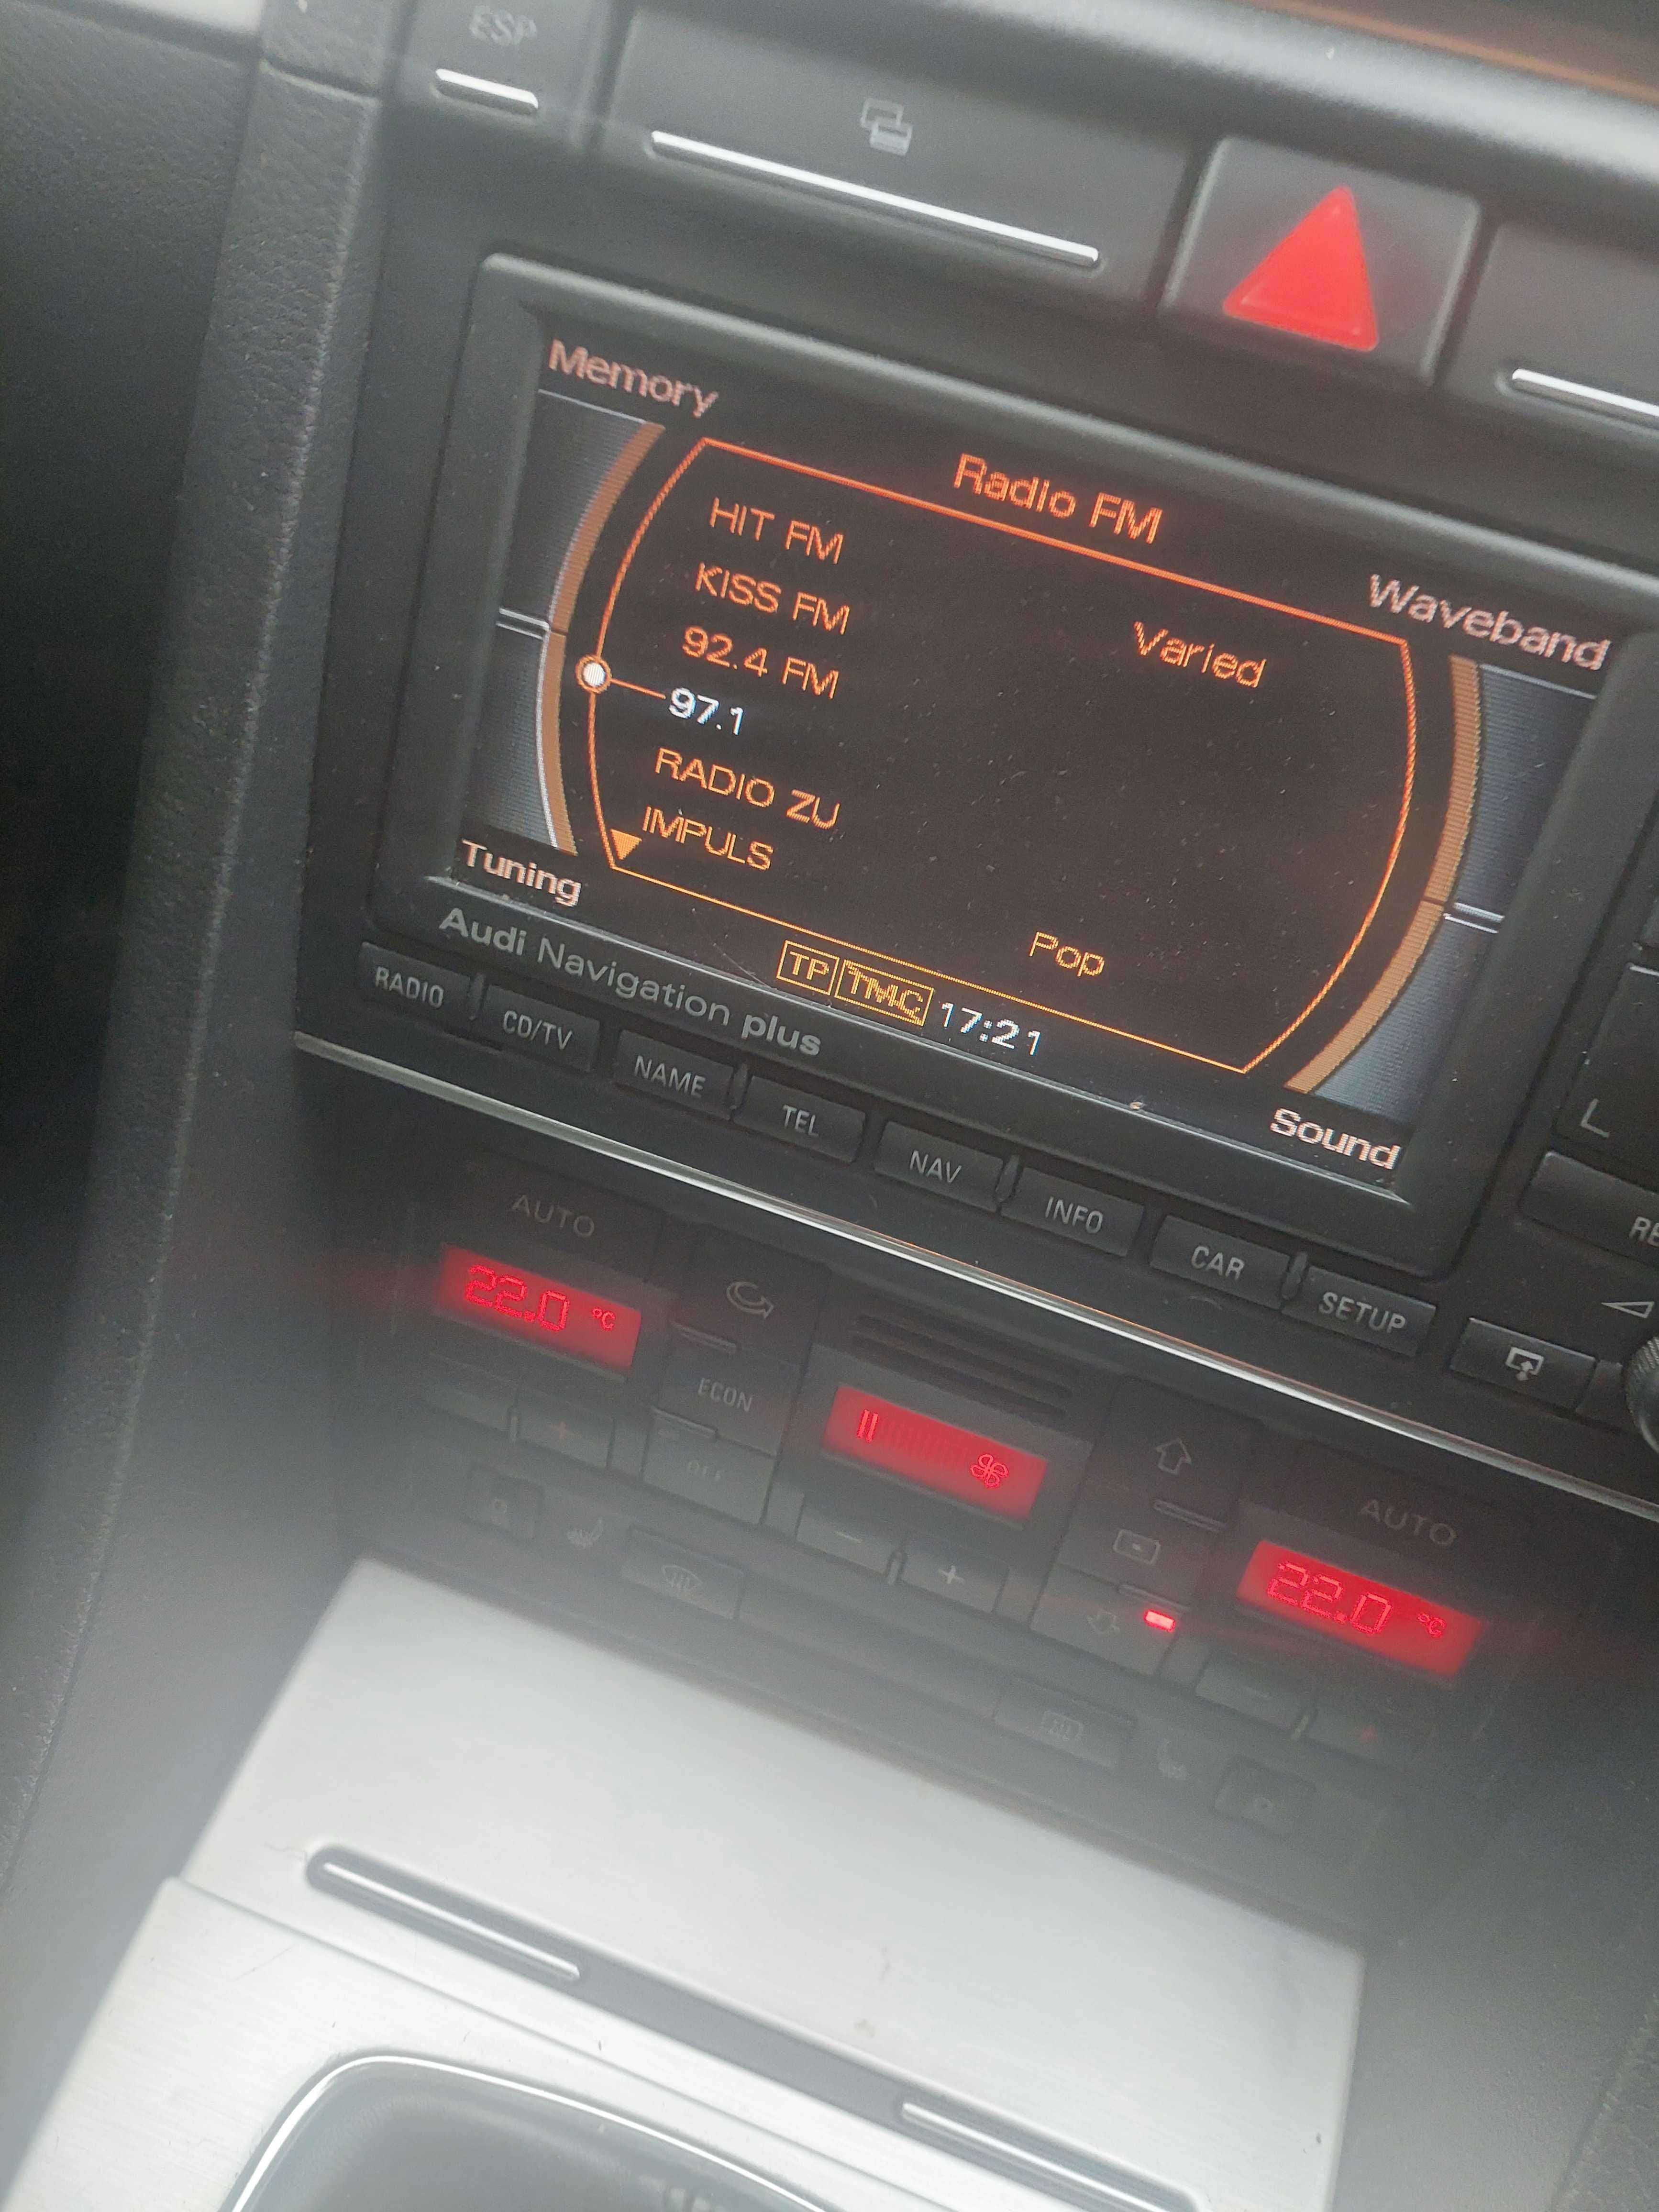 ESP
Memory
Radio FM
HIT FM
Waveband
KISS FM
Varied
92.4 FM
97.1
RADIO ZU
IMPULS
Tuning
Pop
TP TMC 17:21
Sound
Audi Navigation plus
RADIO
CD/TV
NAME
TEL
NAV
INFO
CAR
SETUP
L
AUTO
22.0 °C
ECON
OFF
AUTO
22.0 °C